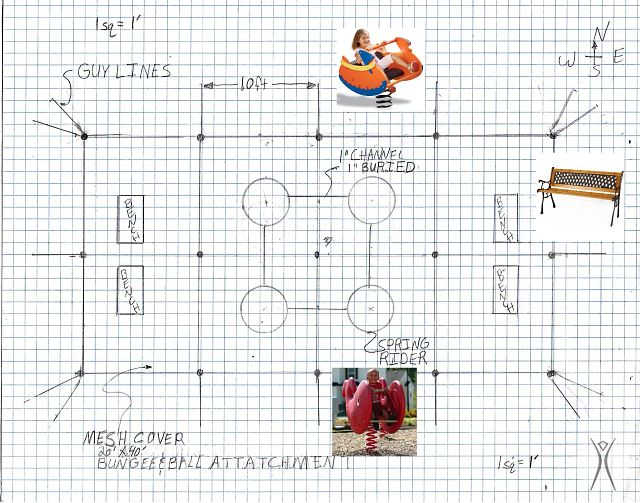 1sq = 1'
N
W E
S
GUY LINES
10ft
1" CHANNEL
1" BURIED
BENCH
BENCH
BENCH
BENCH
SPRING
RIDER
MESH COVER
20' X 40'
BUNGEE & BALL ATTATCHMENT
1sq = 1'